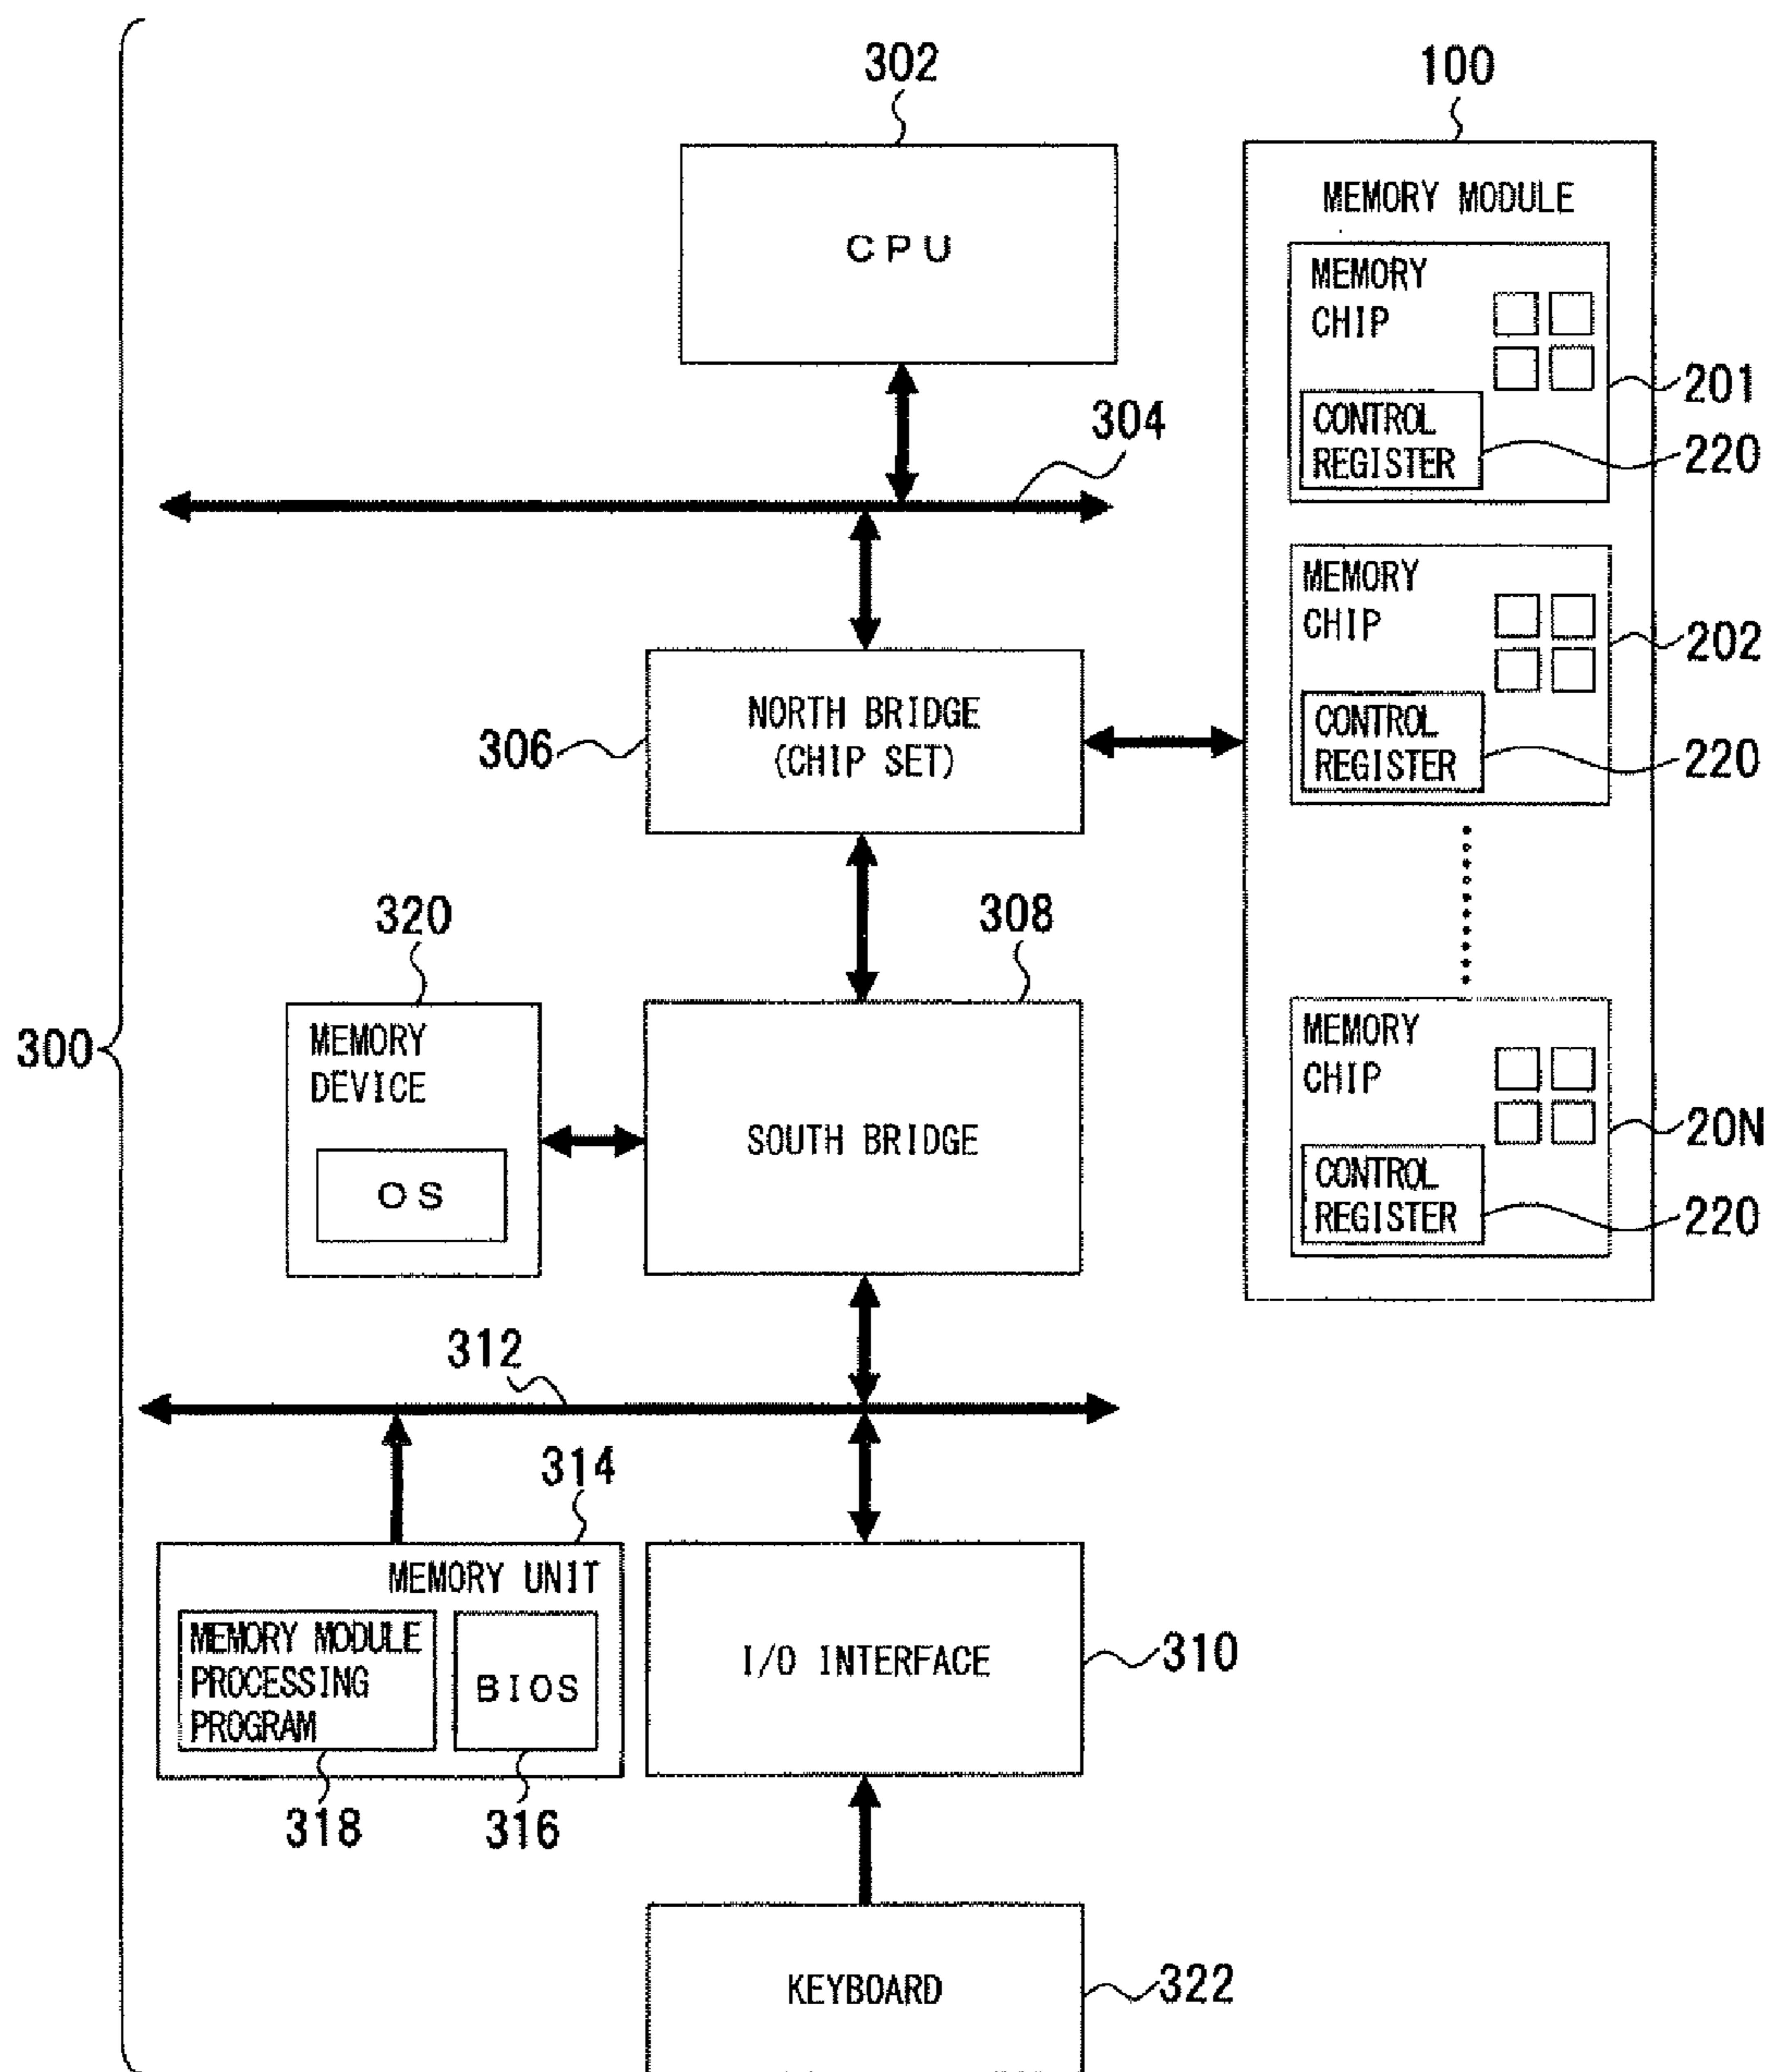 302
100
CPU
MEMORY MODULE
MEMORY
CHIP
201
CONTROL
REGISTER
220
304
MEMORY
CHIP
202
CONTROL
REGISTER
220
NORTH BRIDGE
(CHIP SET)
306
320
308
300
MEMORY
DEVICE
OS
SOUTH BRIDGE
MEMORY
CHIP
20N
CONTROL
REGISTER
220
312
314
MEMORY UNIT
MEMORY MODULE
PROCESSING
PROGRAM
BIOS
318
316
I/O INTERFACE
310
KEYBOARD
322